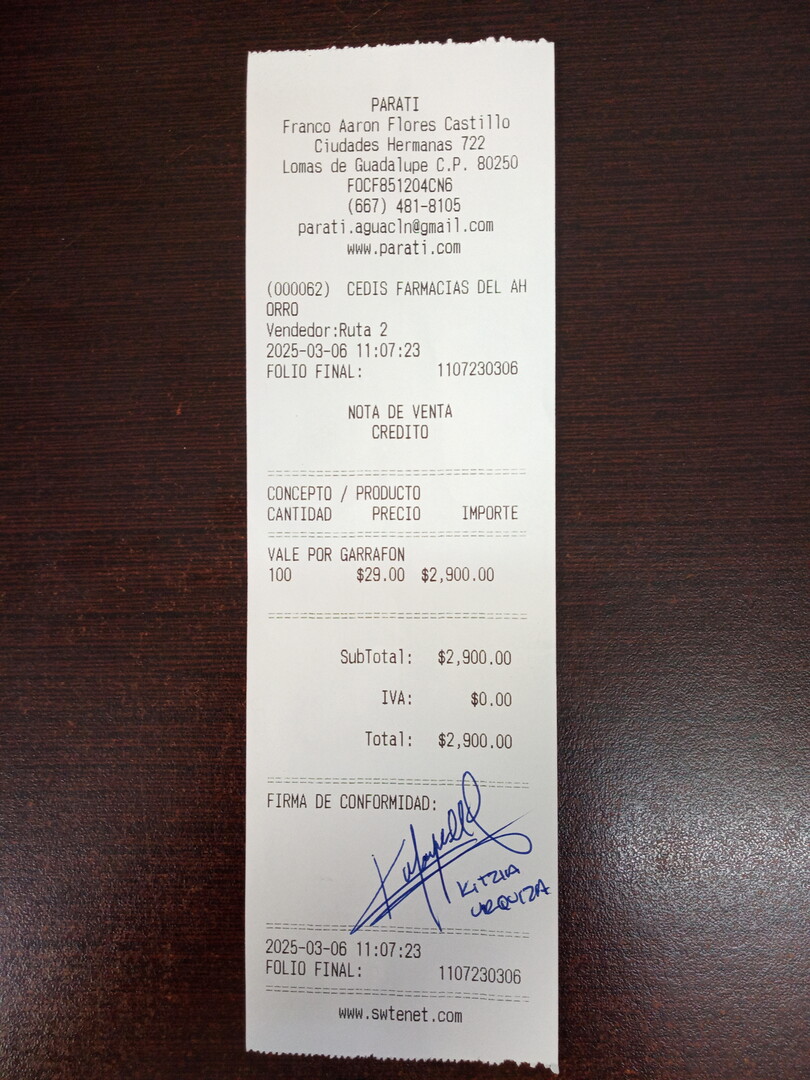 PARATI
Franco Aaron Flores Castillo
Ciudades Hermanas 722
Lomas de Guadalupe C.P. 80250
FOCF851204CN6
(667) 481-8105
parati.aguacln@gmail.com
www.parati.com
(000062) CEDIS FARMACIAS DEL AH
ORRO
Vendedor:Ruta 2
2025-03-06 11:07:23
FOLIO FINAL: 1107230306
NOTA DE VENTA
CREDITO
CONCEPTO / PRODUCTO
CANTIDAD PRECIO IMPORTE
VALE POR GARRAFON
100 $29.00 $2,900.00
SubTotal: $2,900.00
IVA: $0.00
Total: $2,900.00
FIRMA DE CONFORMIDAD:
KITZIA
URQUIZA
2025-03-06 11:07:23
FOLIO FINAL: 1107230306
www.swtenet.com